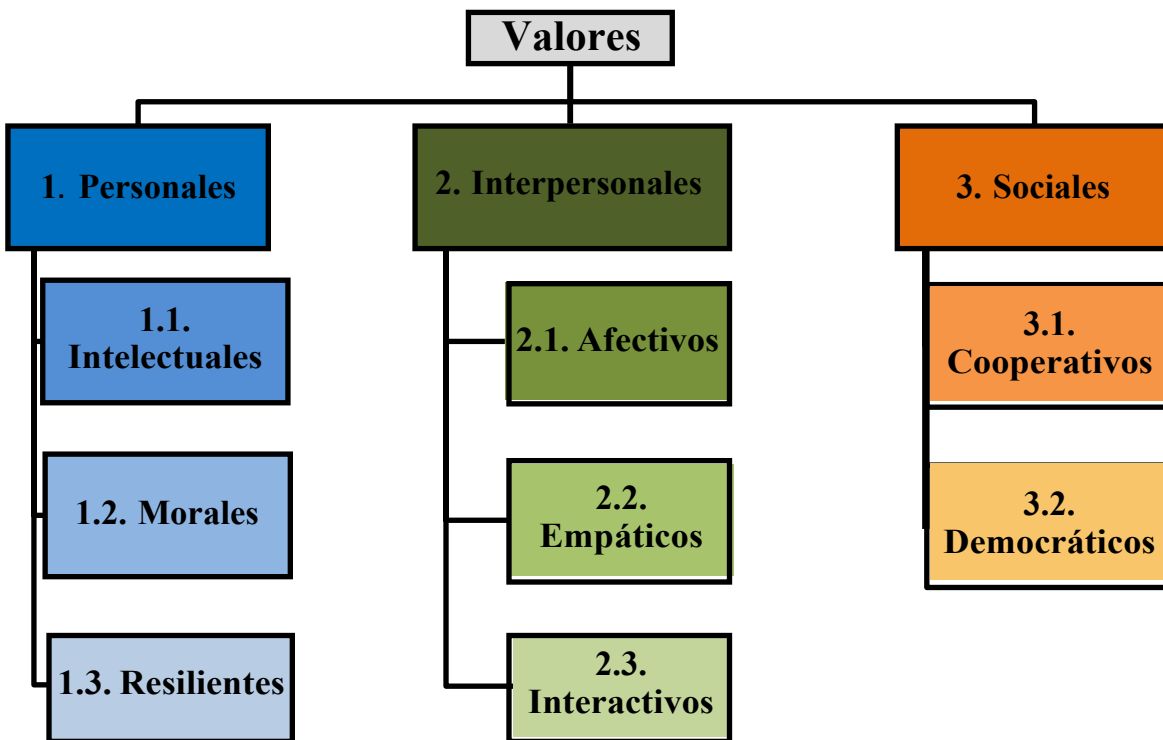 Valores
1. Personales
2. Interpersonales
3. Sociales
1.1.
Intelectuales
2.1. Afectivos
3.1.
Cooperativos
1.2. Morales
2.2.
Empáticos
3.2.
Democráticos
1.3. Resilientes
2.3.
Interactivos